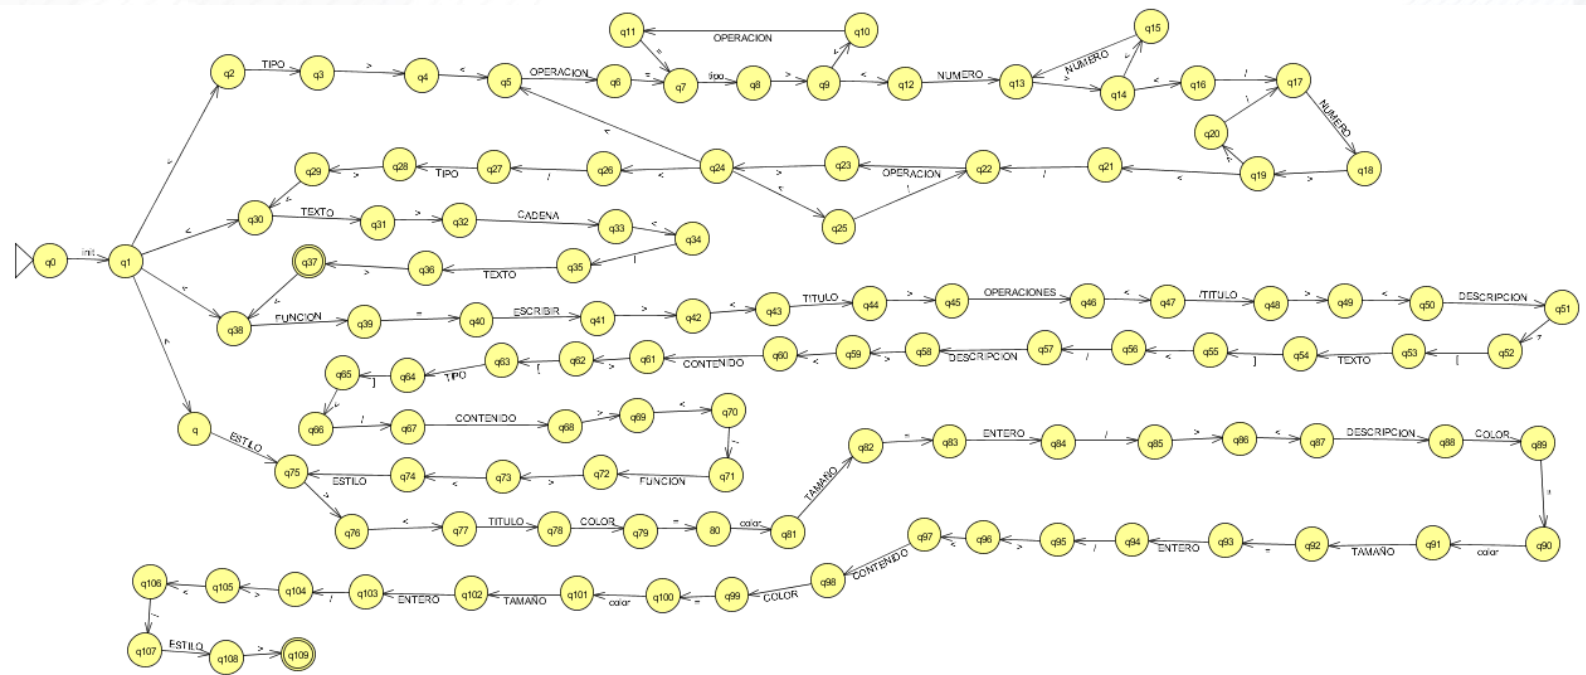 q11 OPERACION q10 q15
q2 TIPO q3 > q4 < q5 OPERACION q6 = q7 tipo q8 > q9 < q12 NUMERO q13 > q14 < q16 / q17
NUMERO
NUMERO
q20
q29 > q28 TIPO q27 / q26 < q24 > q23 OPERACION q22 / q21 < q19 > q18
q30 TEXTO q31 > q32 CADENA q33 < q34 q25
q0 init q1 q37 > q36 TEXTO q35
q38 FUNCION q39 = q40 ESCRIBIR q41 > q42 < q43 TITULO q44 > q45 OPERACIONES q46 < q47 /TITULO q48 > q49 < q50 DESCRIPCION q51
q65 ] q64 TIPO q63 [ q62 > q61 CONTENIDO q60 < q59 > q58 DESCRIPCION q57 / q56 < q55 ] q54 TEXTO q53 [ q52
q q66 / q67 CONTENIDO q68 > q69 < q70
ESTILO
q82 = q83 ENTERO q84 / q85 > q86 < q87 DESCRIPCION q88 COLOR q89
q75 ESTILO q74 < q73 > q72 FUNCION q71
TAMAÑO
q76 < q77 TITULO q78 COLOR q79 = 80 color q81
q97 < q96 > q95 / q94 ENTERO q93 = q92 TAMAÑO q91 color q90
CONTENIDO
q106 < q105 > q104 / q103 ENTERO q102 TAMAÑO q101 color q100 = q99 COLOR q98
q107 ESTILO q108 > q109